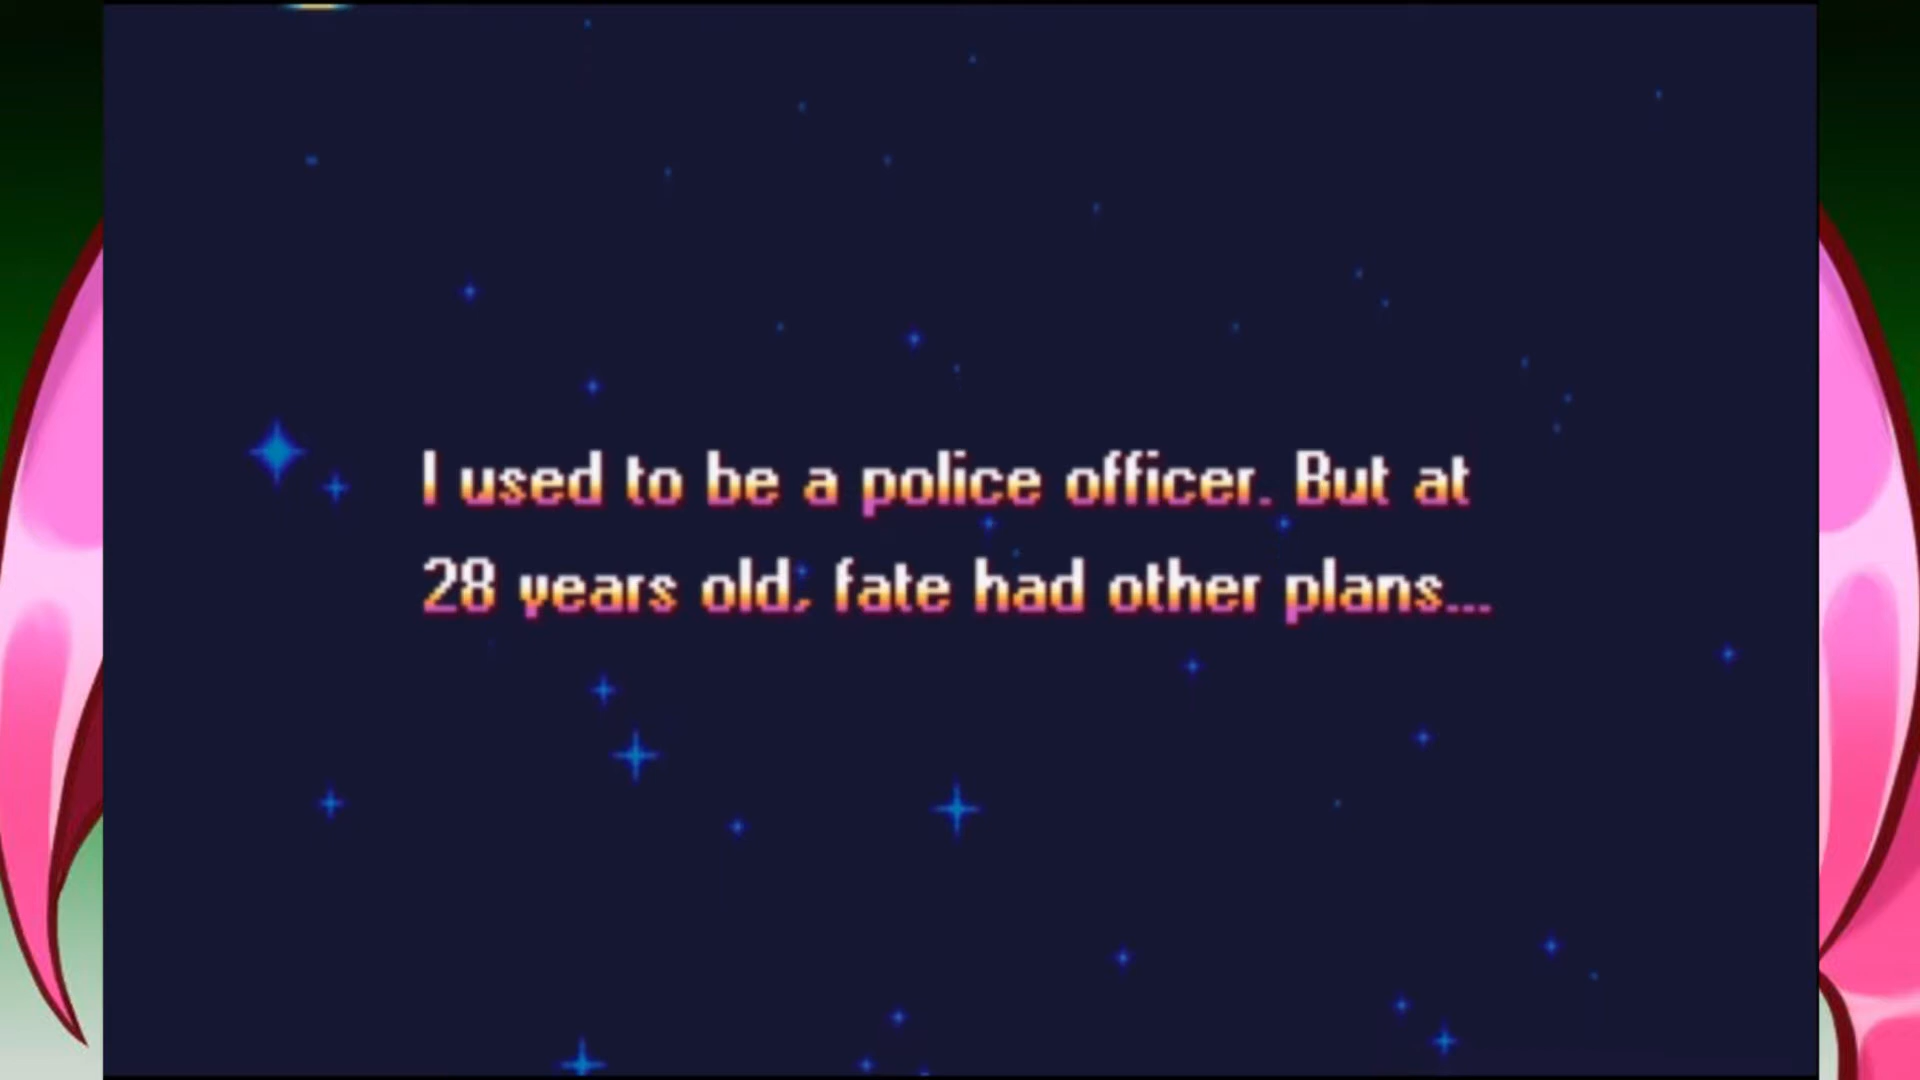 I used to be a police officer. But at
28 years old, fate had other plans...